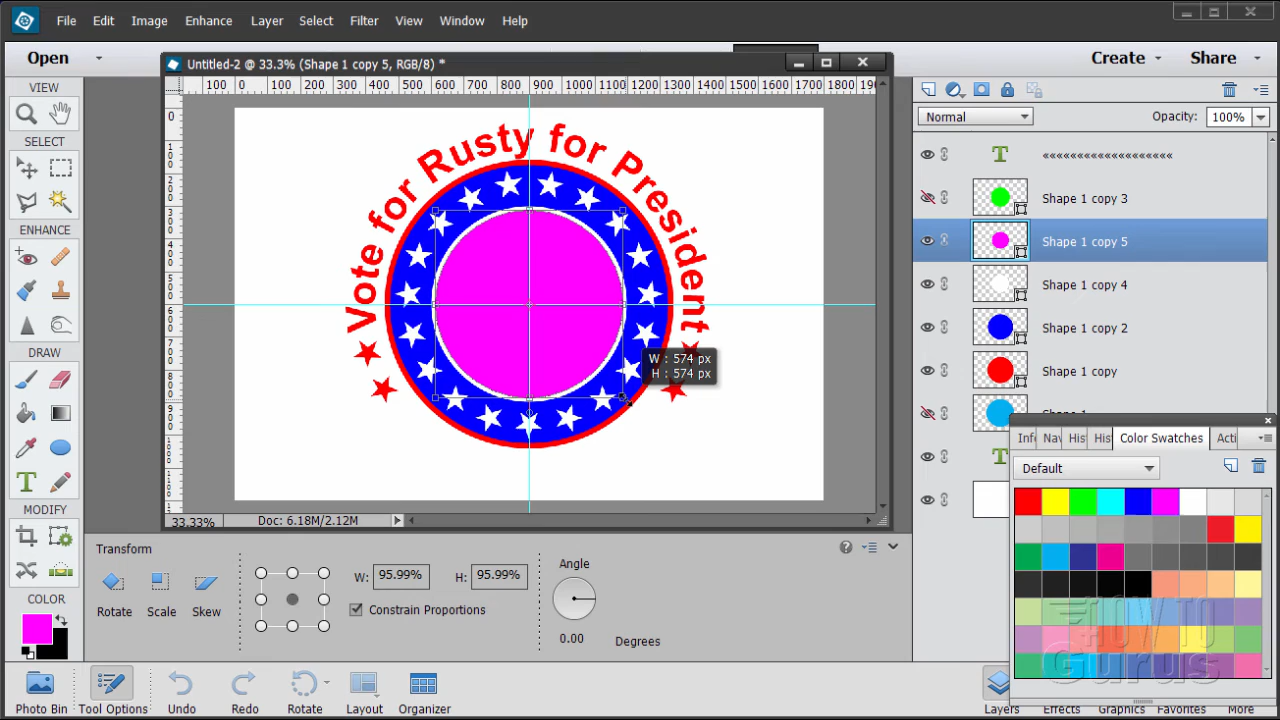 File Edit Image Enhance Layer Select Filter View Window Help
Open
Create
Share
Untitled-2 @ 33.3% (Shape 1 copy 5, RGB/8) *
VIEW
SELECT
ENHANCE
DRAW
MODIFY
COLOR
100 0 100 200 300 400 500 600 700 800 900 1000 1100 1200 1300 1400 1500 1600 1700 1800
Vote for Rusty for President
W : 574 px
H : 574 px
33.33%
Doc: 6.18M/2.12M
Normal
Opacity: 100%
«««««««««««««««««««
Shape 1 copy 3
Shape 1 copy 5
Shape 1 copy 4
Shape 1 copy 2
Shape 1 copy
Shape 1
Inf Nav His His Color Swatches Acti
Default
Transform
Rotate
Scale
Skew
W: 95.99%
H: 95.99%
Constrain Proportions
Angle
0.00
Degrees
HOW TO
Gurus
Photo Bin
Tool Options
Undo
Redo
Rotate
Layout
Organizer
Layers
Effects
Graphics
Favorites
More